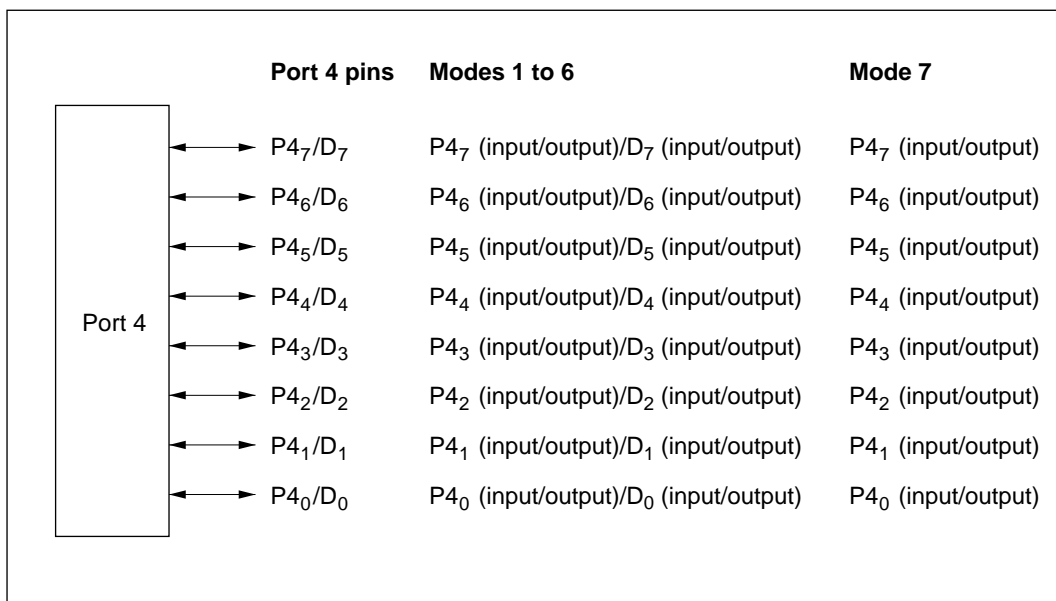 Port 4 pins Modes 1 to 6 Mode 7
P4₇/D₇ P4₇ (input/output)/D₇ (input/output) P4₇ (input/output)
P4₆/D₆ P4₆ (input/output)/D₆ (input/output) P4₆ (input/output)
P4₅/D₅ P4₅ (input/output)/D₅ (input/output) P4₅ (input/output)
P4₄/D₄ P4₄ (input/output)/D₄ (input/output) P4₄ (input/output)
Port 4
P4₃/D₃ P4₃ (input/output)/D₃ (input/output) P4₃ (input/output)
P4₂/D₂ P4₂ (input/output)/D₂ (input/output) P4₂ (input/output)
P4₁/D₁ P4₁ (input/output)/D₁ (input/output) P4₁ (input/output)
P4₀/D₀ P4₀ (input/output)/D₀ (input/output) P4₀ (input/output)